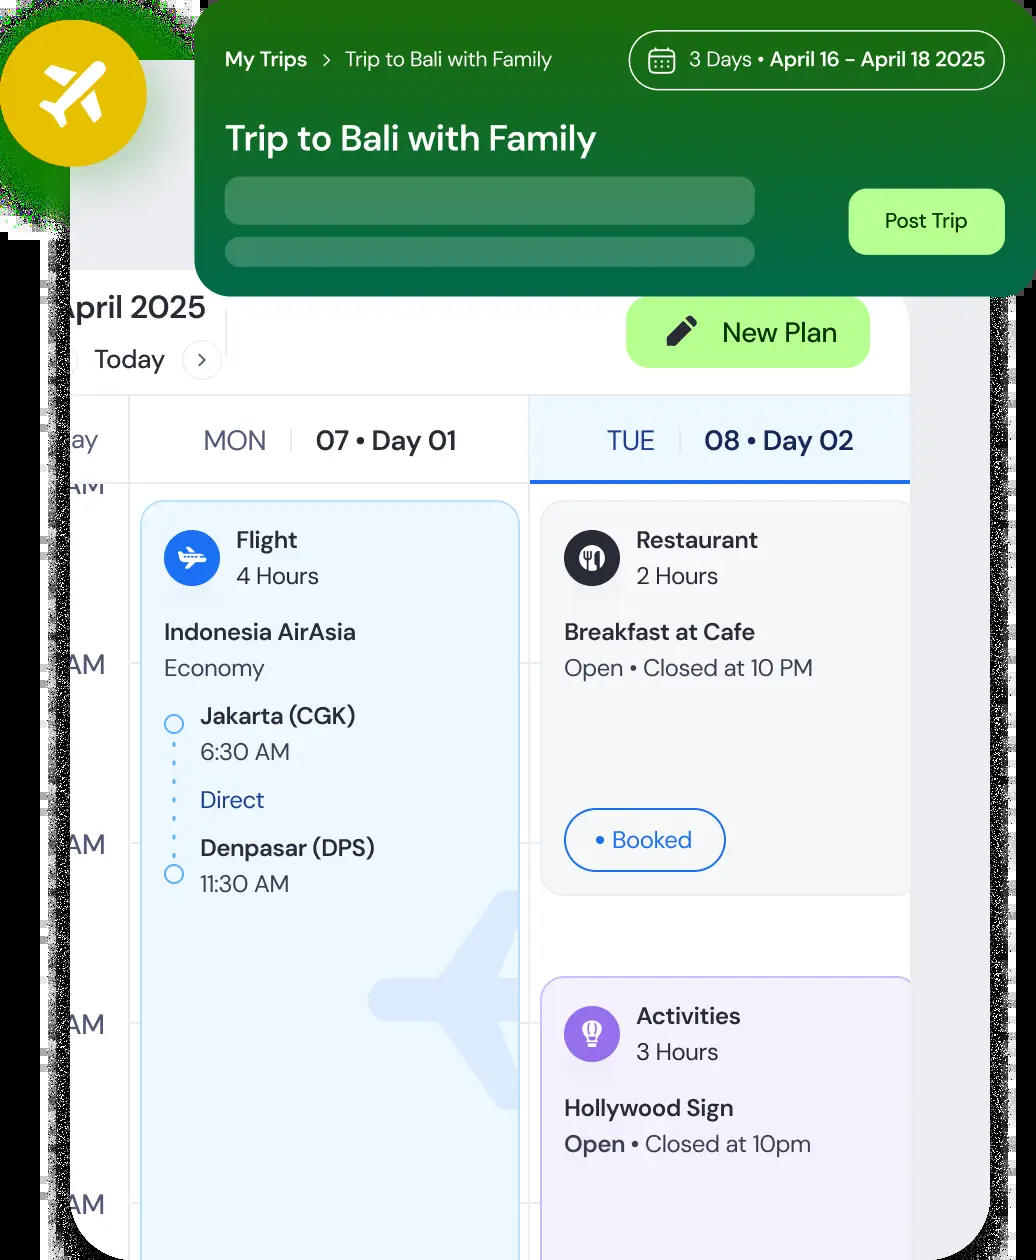 My Trips > Trip to Bali with Family
3 Days • April 16 - April 18 2025
Trip to Bali with Family
Post Trip
April 2025
Today
New Plan
MON
07 • Day 01
TUE
08 • Day 02
Flight
4 Hours
Indonesia AirAsia
Economy
Jakarta (CGK)
6:30 AM
Direct
Denpasar (DPS)
11:30 AM
Restaurant
2 Hours
Breakfast at Cafe
Open • Closed at 10 PM
• Booked
Activities
3 Hours
Hollywood Sign
Open • Closed at 10pm
AM
AM
AM
AM
AM